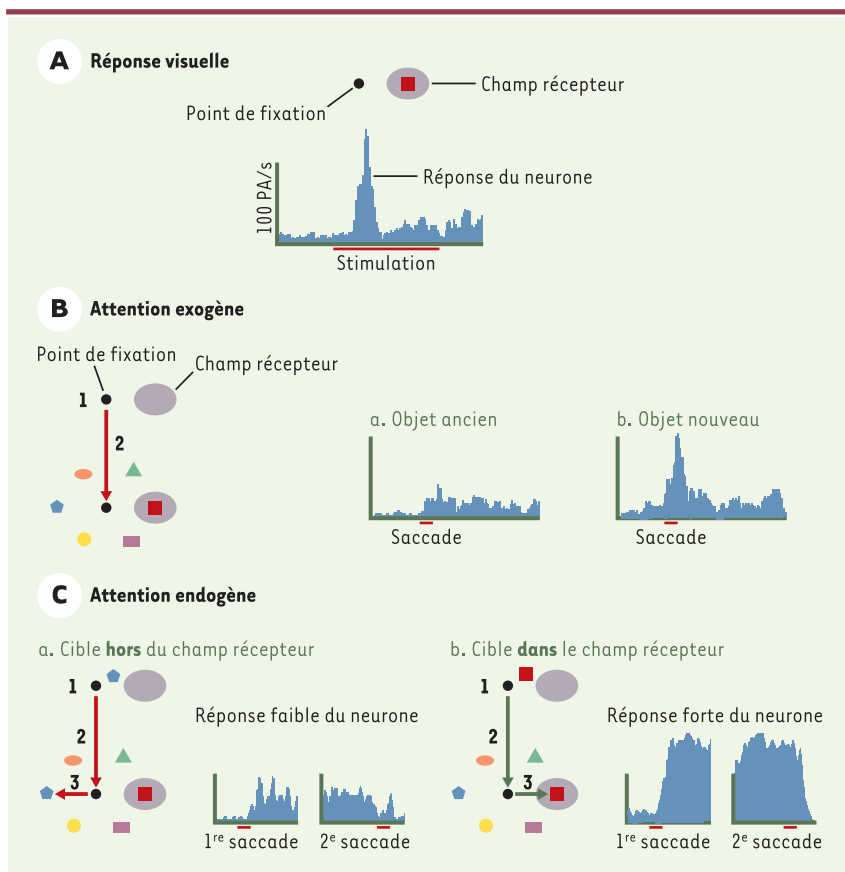 A Réponse visuelle
Champ récepteur
Point de fixation
100 PA/s
Réponse du neurone
Stimulation
B Attention exogène
Point de fixation
Champ récepteur
1
2
a. Objet ancien
b. Objet nouveau
Saccade
Saccade
C Attention endogène
a. Cible hors du champ récepteur
1
2
3
Réponse faible du neurone
1re saccade
2e saccade
b. Cible dans le champ récepteur
1
2
3
Réponse forte du neurone
1re saccade
2e saccade